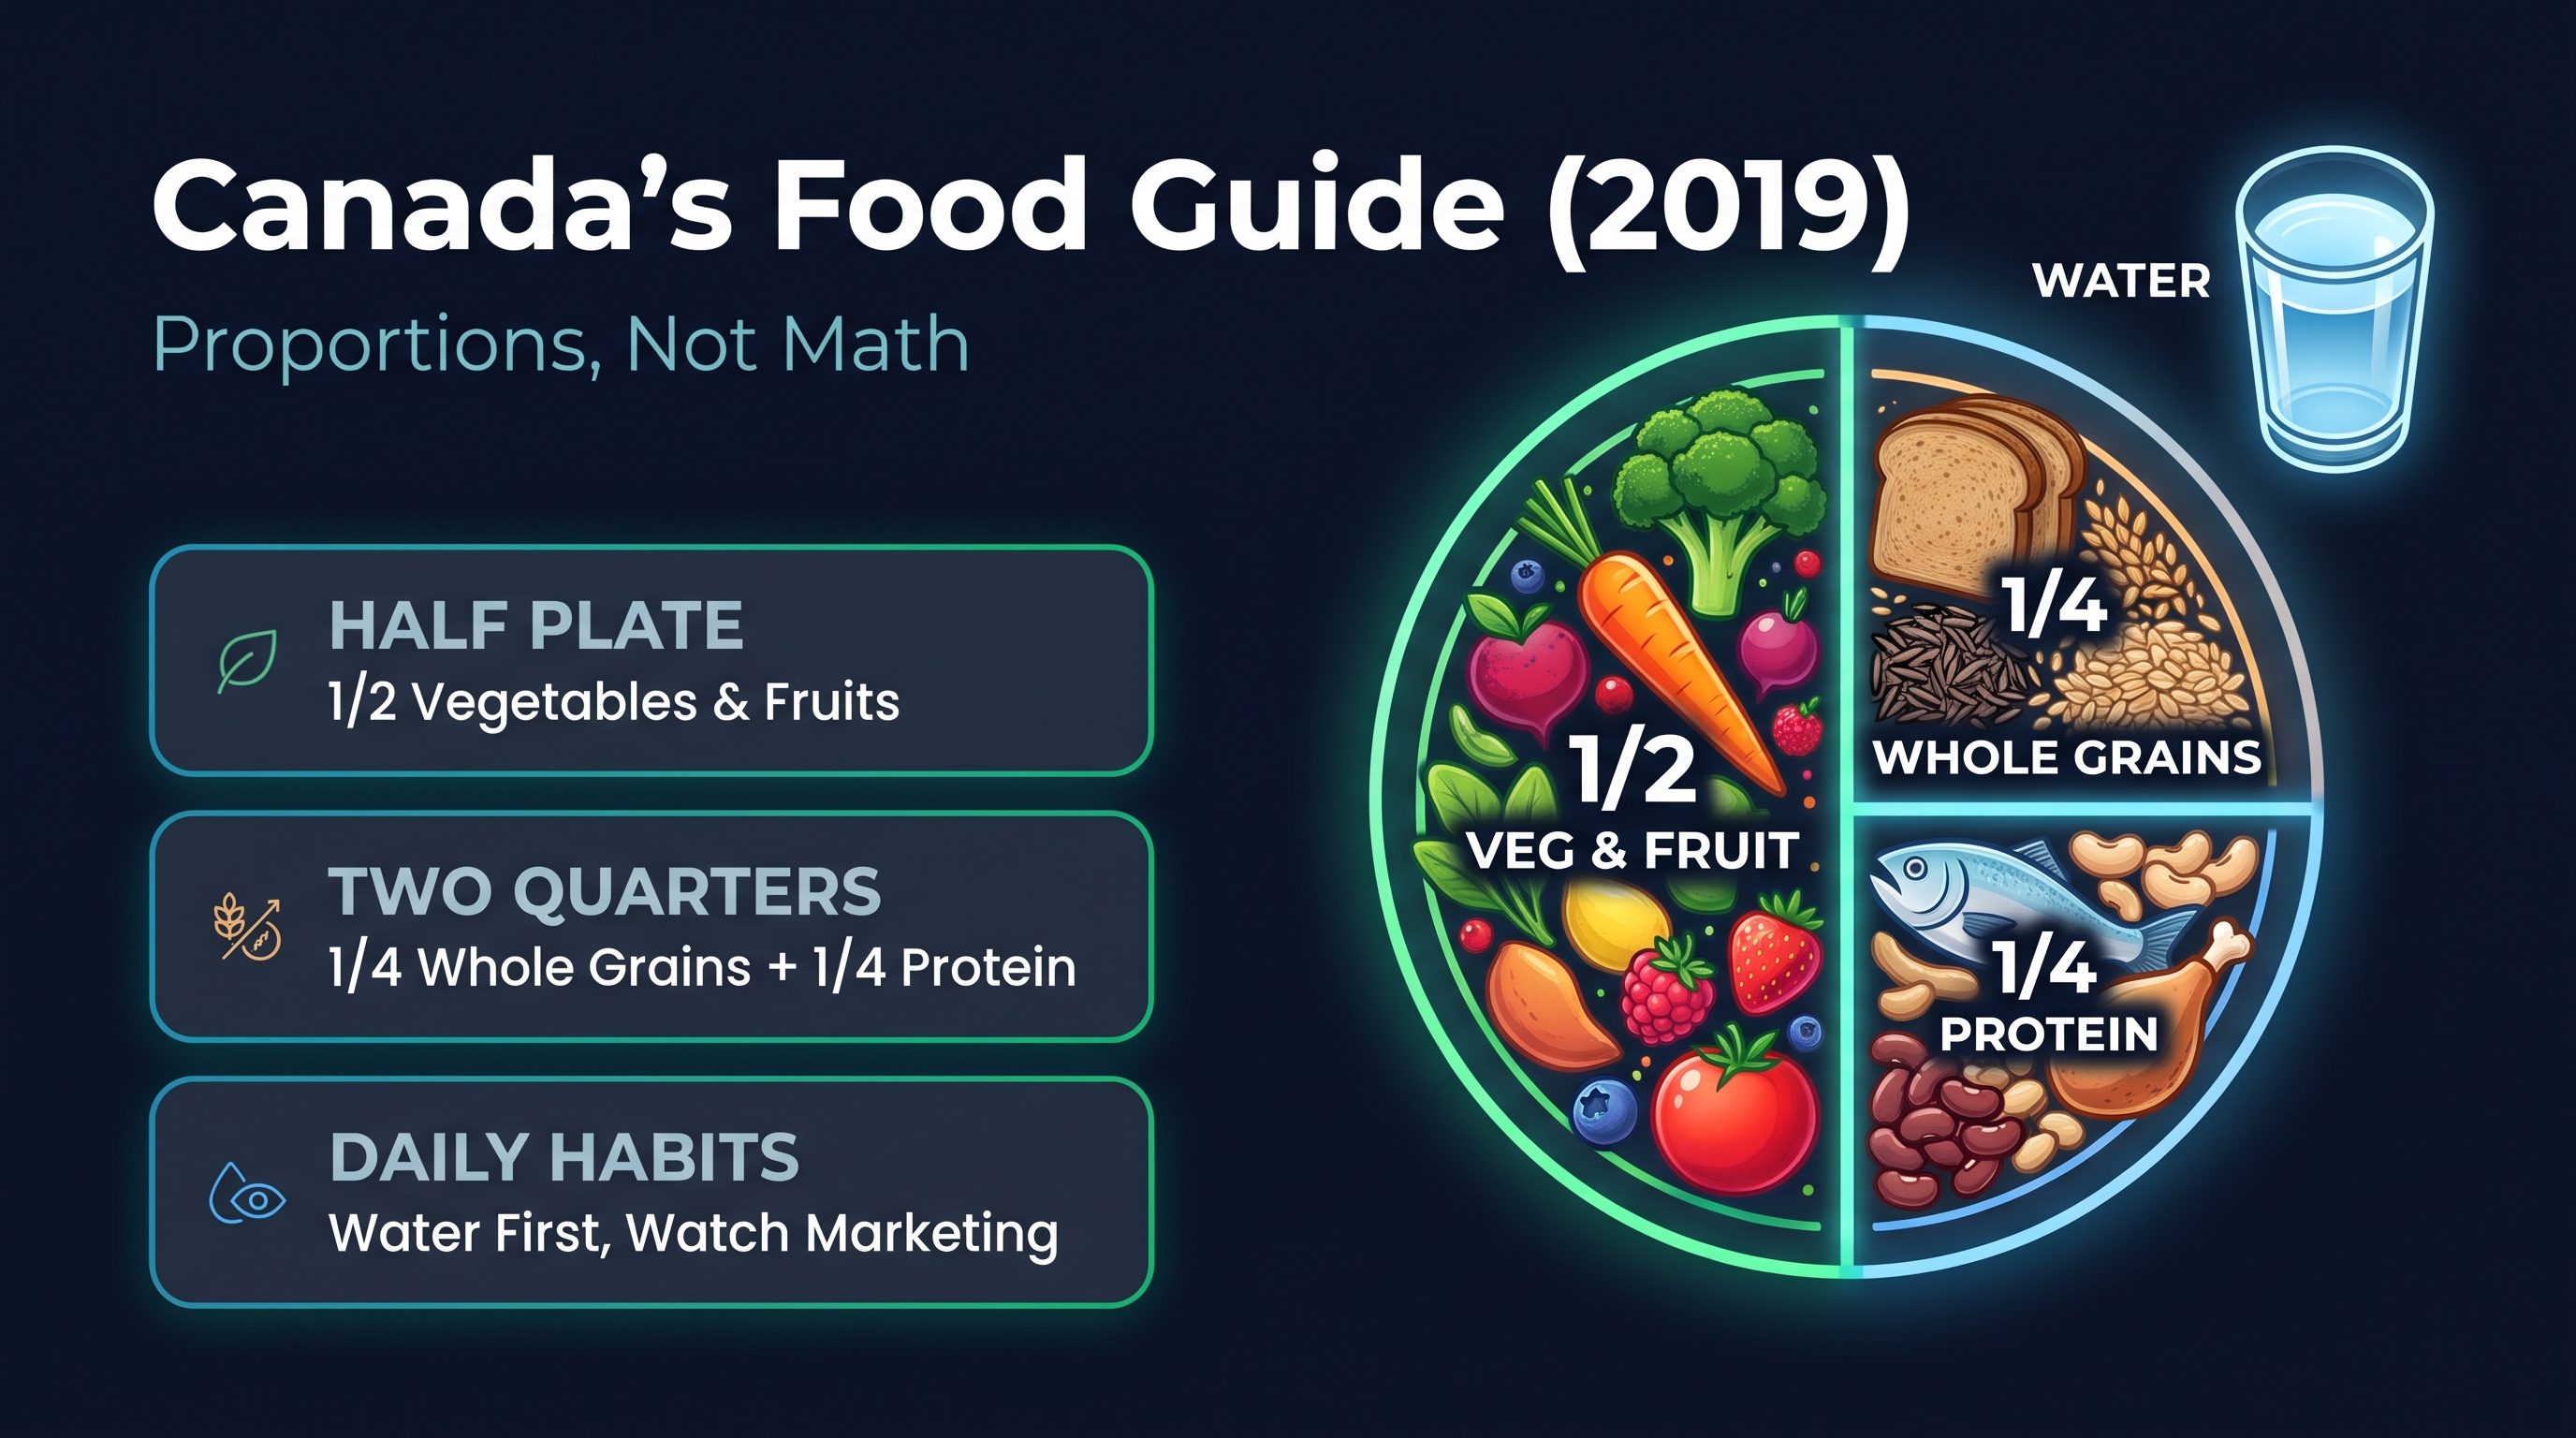 Canada’s Food Guide (2019)
Proportions, Not Math
HALF PLATE
1/2 Vegetables & Fruits
TWO QUARTERS
1/4 Whole Grains + 1/4 Protein
DAILY HABITS
Water First, Watch Marketing
WATER
1/2
VEG & FRUIT
1/4
WHOLE GRAINS
1/4
PROTEIN